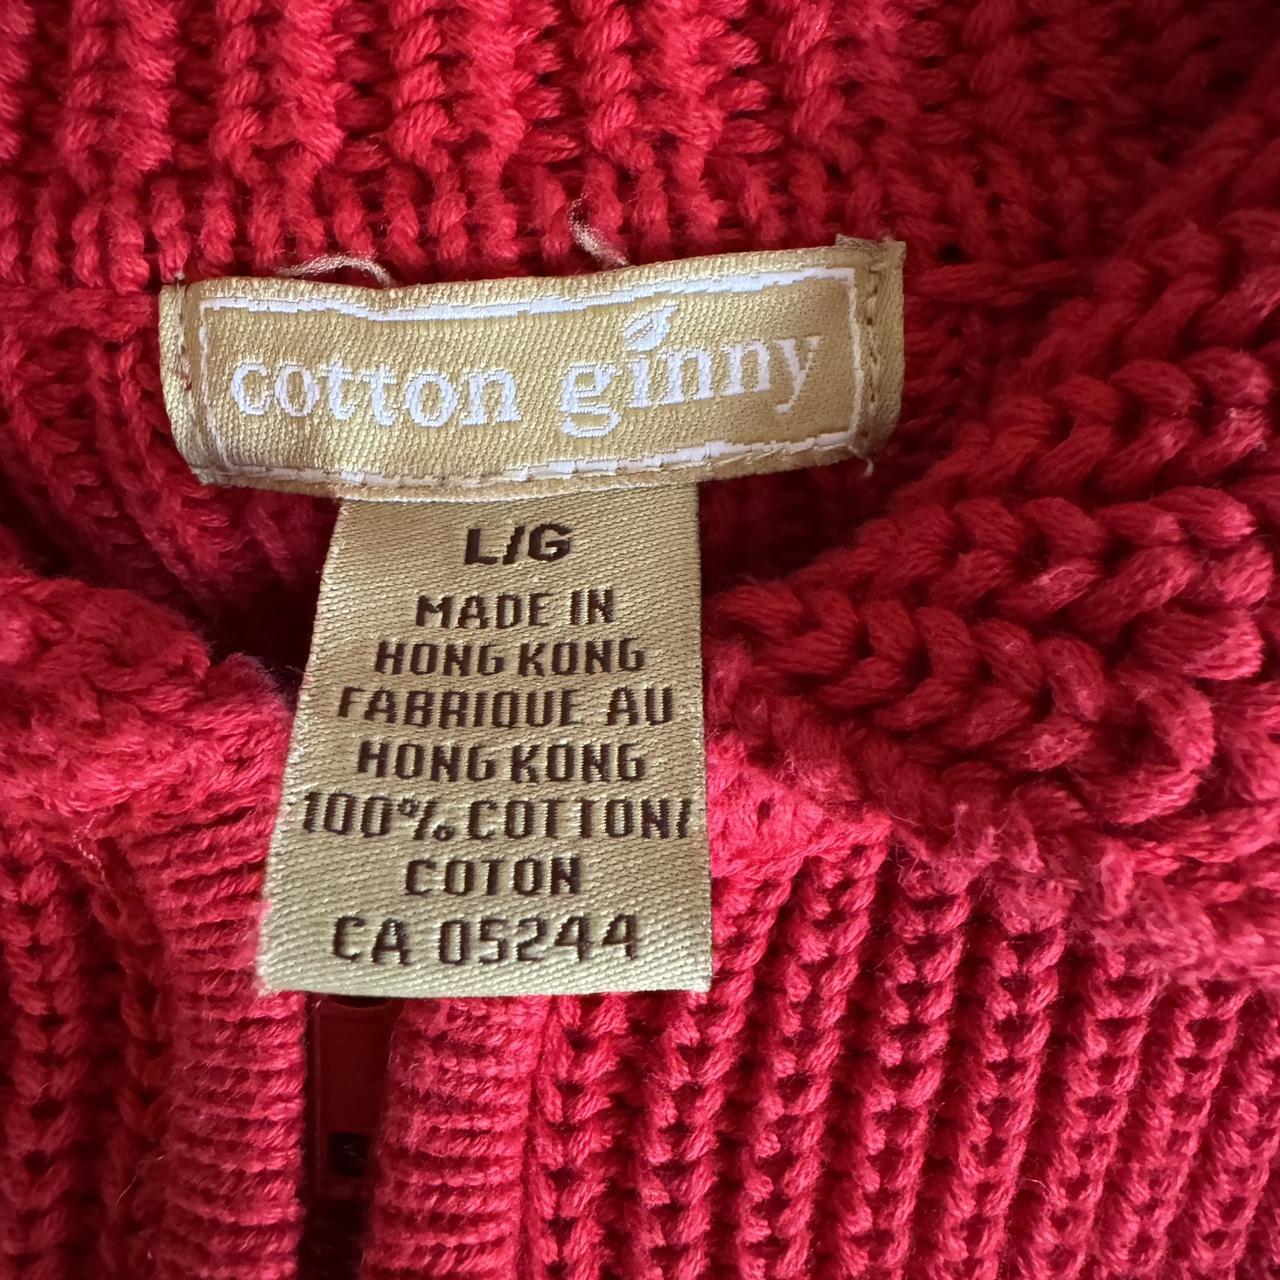 cotton ginny
L/G
MADE IN
HONG KONG
FABRIQUE AU
HONG KONG
100% COTTON/
COTON
CA 05244